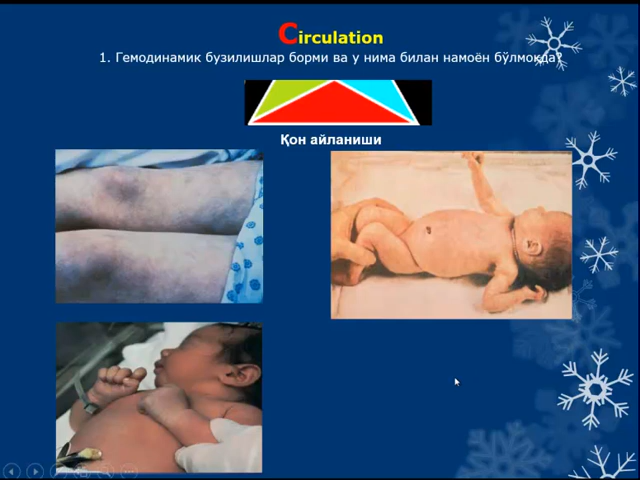 Circulation
1. Гемодинамик бузилишлар борми ва у нима билан намоён бўлмоқда?
Қон айланиши